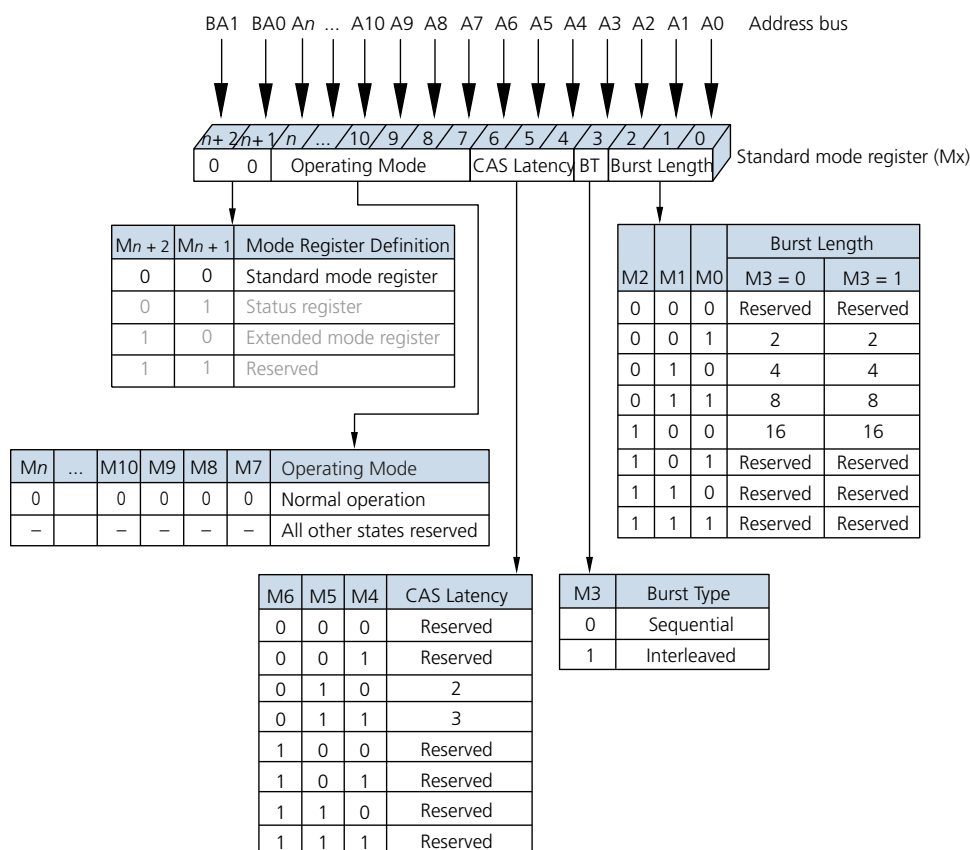 BA1 BA0 An ... A10 A9 A8 A7 A6 A5 A4 A3 A2 A1 A0 Address bus
n + 2 n + 1 n ... 10 9 8 7 6 5 4 3 2 1 0
0 0 Operating Mode CAS Latency BT Burst Length
Standard mode register (Mx)
Mn + 2 Mn + 1 Mode Register Definition
0 0 Standard mode register
0 1 Status register
1 0 Extended mode register
1 1 Reserved
Burst Length
M2 M1 M0 M3 = 0 M3 = 1
0 0 0 Reserved Reserved
0 0 1 2 2
0 1 0 4 4
0 1 1 8 8
1 0 0 16 16
1 0 1 Reserved Reserved
1 1 0 Reserved Reserved
1 1 1 Reserved Reserved
Mn ... M10 M9 M8 M7 Operating Mode
0 0 0 0 0 Normal operation
– – – – – All other states reserved
M6 M5 M4 CAS Latency
0 0 0 Reserved
0 0 1 Reserved
0 1 0 2
0 1 1 3
1 0 0 Reserved
1 0 1 Reserved
1 1 0 Reserved
1 1 1 Reserved
M3 Burst Type
0 Sequential
1 Interleaved